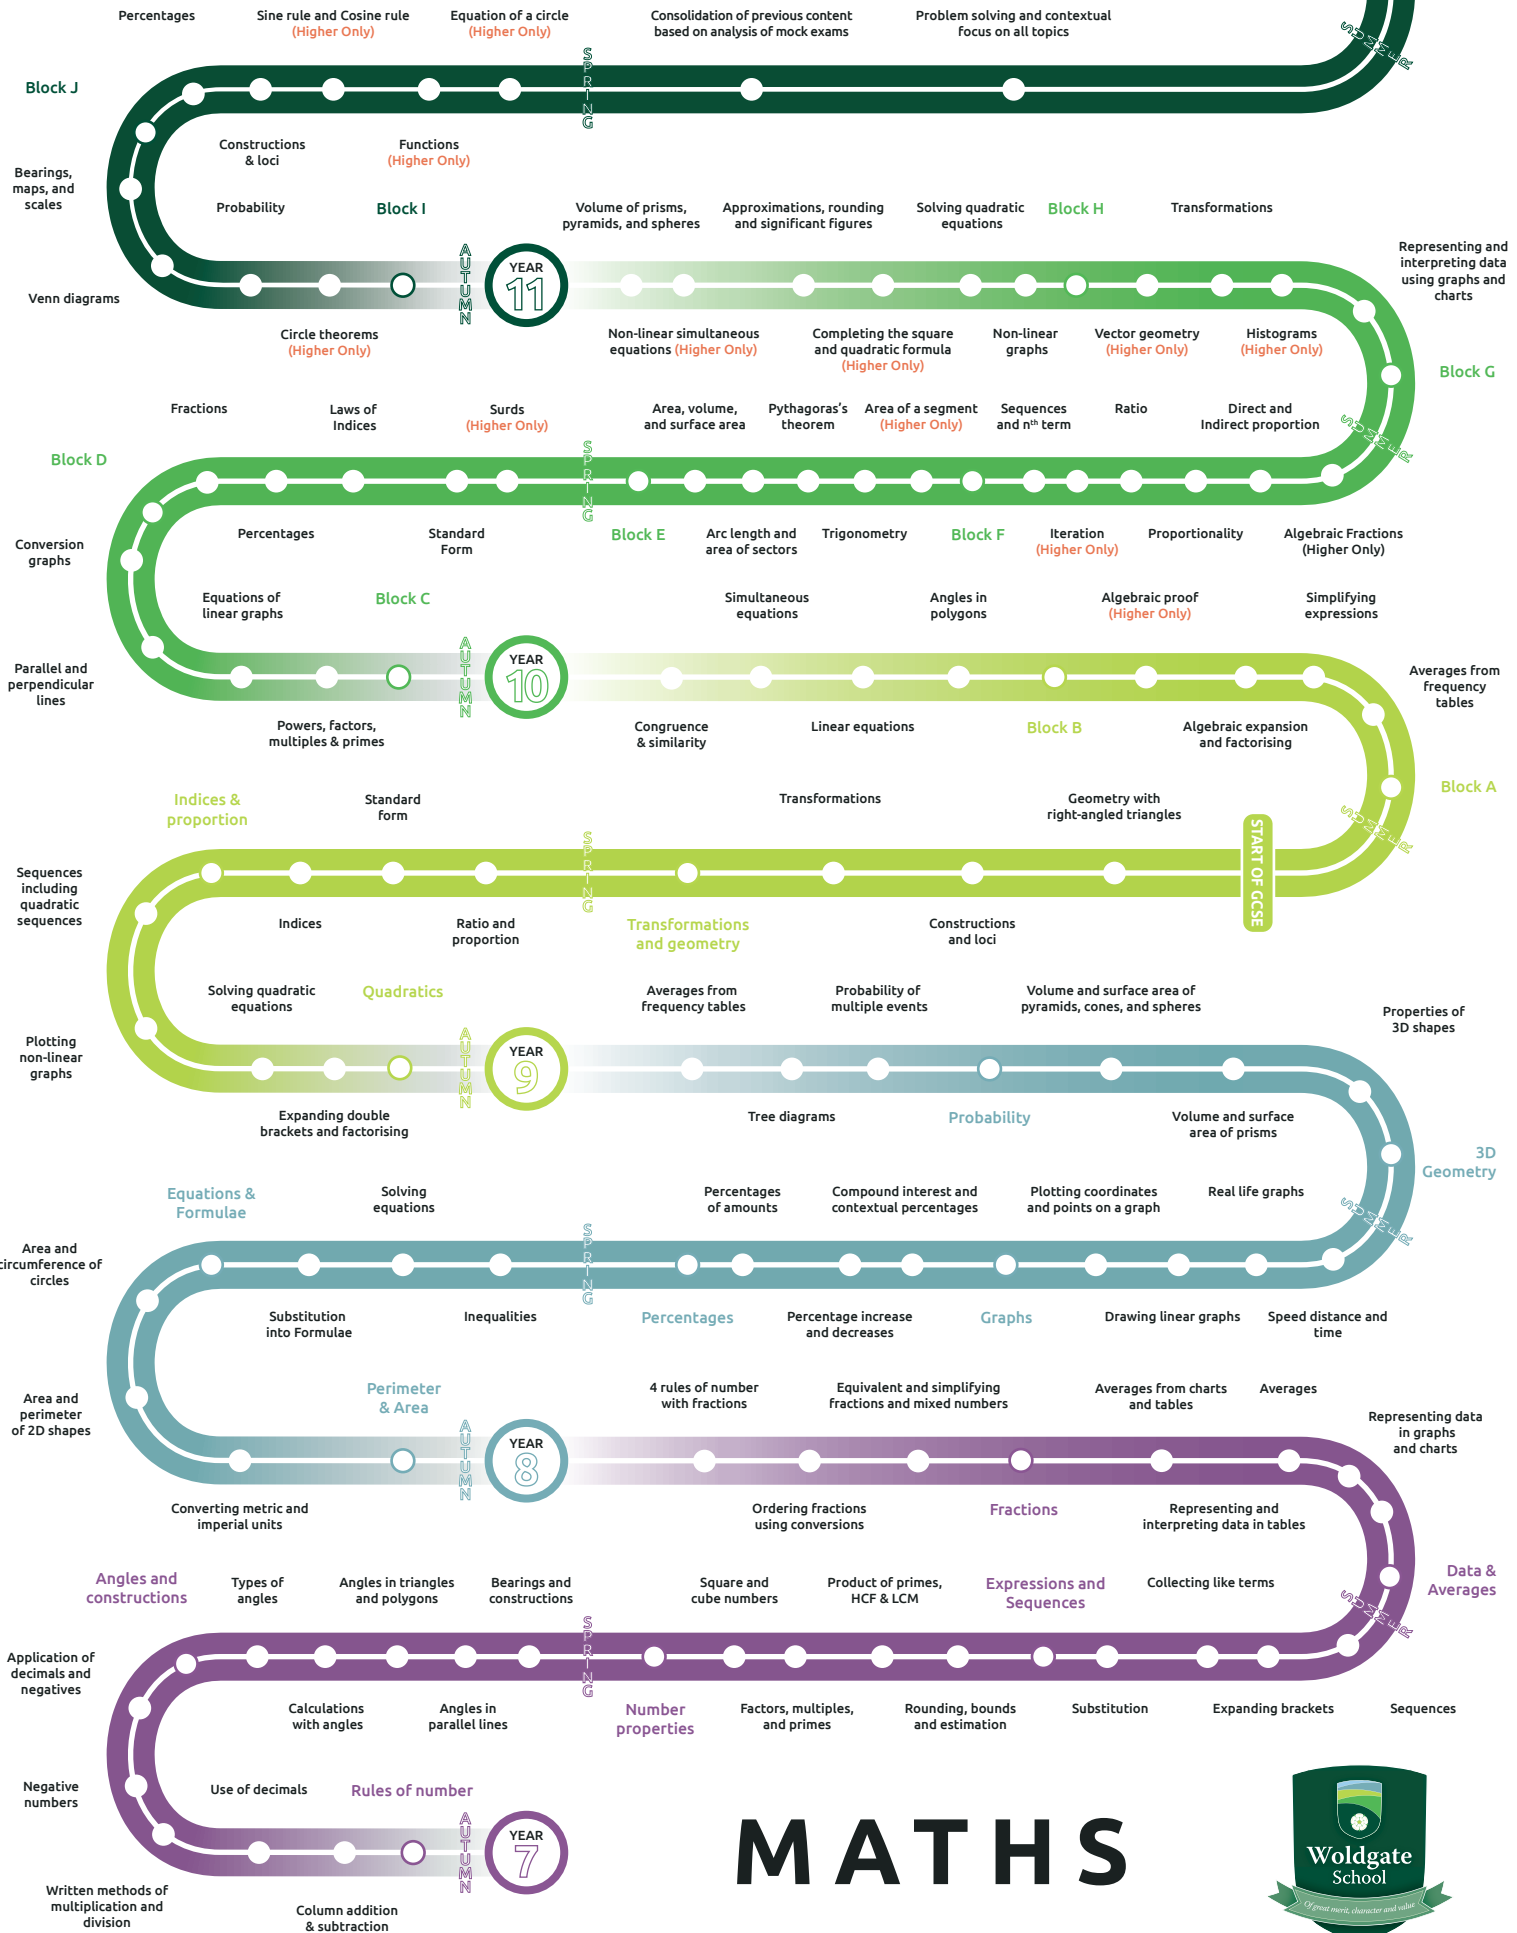 Percentages
Sine rule and Cosine rule
(Higher Only)
Equation of a circle
(Higher Only)
Consolidation of previous content
based on analysis of mock exams
Problem solving and contextual
focus on all topics
SUMMER
SPRING
Block J
Constructions
& loci
Functions
(Higher Only)
Bearings,
maps, and
scales
Probability
Block I
Volume of prisms,
pyramids, and spheres
Approximations, rounding
and significant figures
Solving quadratic
equations
Block H
Transformations
Representing and
interpreting data
using graphs and
charts
Venn diagrams
AUTUMN
YEAR
11
Circle theorems
(Higher Only)
Non-linear simultaneous
equations (Higher Only)
Completing the square
and quadratic formula
(Higher Only)
Non-linear
graphs
Vector geometry
(Higher Only)
Histograms
(Higher Only)
Block G
Fractions
Laws of
Indices
Surds
(Higher Only)
Area, volume,
and surface area
Pythagoras's
theorem
Area of a segment
(Higher Only)
Sequences
and nth term
Ratio
Direct and
Indirect proportion
SUMMER
SPRING
Block D
Conversion
graphs
Percentages
Standard
Form
Block E
Arc length and
area of sectors
Trigonometry
Block F
Iteration
(Higher Only)
Proportionality
Algebraic Fractions
(Higher Only)
Equations of
linear graphs
Block C
Simultaneous
equations
Angles in
polygons
Algebraic proof
(Higher Only)
Simplifying
expressions
Parallel and
perpendicular
lines
AUTUMN
YEAR
10
Averages from
frequency
tables
Powers, factors,
multiples & primes
Congruence
& similarity
Linear equations
Block B
Algebraic expansion
and factorising
Block A
Indices &
proportion
Standard
form
Transformations
Geometry with
right-angled triangles
SUMMER
SPRING
START OF GCSE
Sequences
including
quadratic
sequences
Indices
Ratio and
proportion
Transformations
and geometry
Constructions
and loci
Solving quadratic
equations
Quadratics
Averages from
frequency tables
Probability of
multiple events
Volume and surface area of
pyramids, cones, and spheres
Properties of
3D shapes
Plotting
non-linear
graphs
AUTUMN
YEAR
9
Expanding double
brackets and factorising
Tree diagrams
Probability
Volume and surface
area of prisms
3D
Geometry
Equations &
Formulae
Solving
equations
Percentages
of amounts
Compound interest and
contextual percentages
Plotting coordinates
and points on a graph
Real life graphs
SUMMER
SPRING
Area and
circumference of
circles
Substitution
into Formulae
Inequalities
Percentages
Percentage increase
and decreases
Graphs
Drawing linear graphs
Speed distance and
time
Area and
perimeter
of 2D shapes
Perimeter
& Area
4 rules of number
with fractions
Equivalent and simplifying
fractions and mixed numbers
Averages from charts
and tables
Averages
Representing data
in graphs
and charts
AUTUMN
YEAR
8
Converting metric and
imperial units
Ordering fractions
using conversions
Fractions
Representing and
interpreting data in tables
Data &
Averages
Angles and
constructions
Types of
angles
Angles in triangles
and polygons
Bearings and
constructions
Square and
cube numbers
Product of primes,
HCF & LCM
Expressions and
Sequences
Collecting like terms
SUMMER
SPRING
Application of
decimals and
negatives
Calculations
with angles
Angles in
parallel lines
Number
properties
Factors, multiples,
and primes
Rounding, bounds
and estimation
Substitution
Expanding brackets
Sequences
Negative
numbers
Use of decimals
Rules of number
AUTUMN
YEAR
7
Written methods of
multiplication and
division
Column addition
& subtraction
MATHS
Woldgate
School
Of great merit, character and value